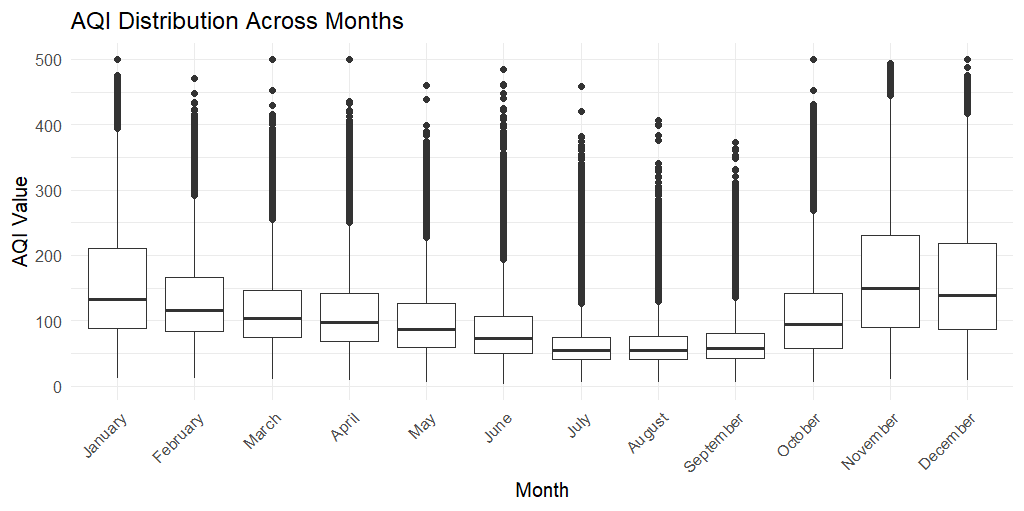 AQI Distribution Across Months
AQI Value
500
400
300
200
100
0
January
February
March
April
May
June
July
August
September
October
November
December
Month